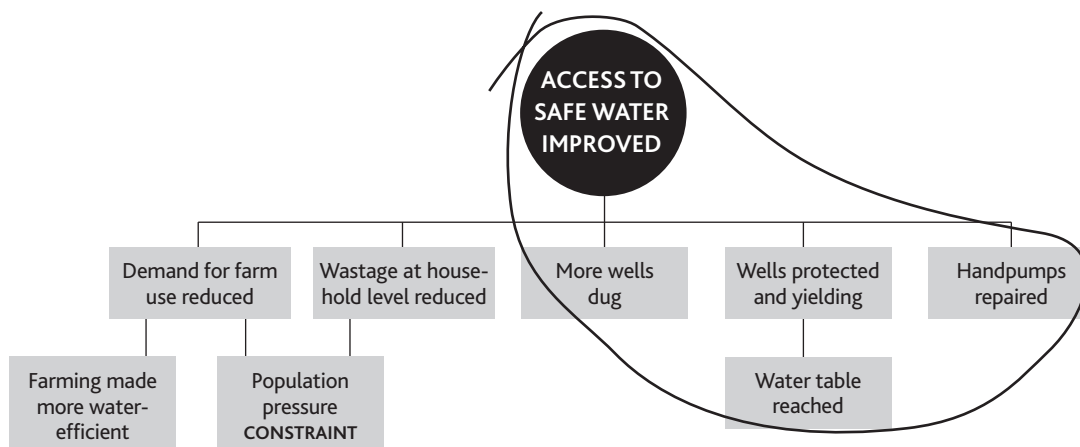 ACCESS TO
SAFE WATER
IMPROVED
Demand for farm
use reduced
Wastage at house-
hold level reduced
More wells
dug
Wells protected
and yielding
Handpumps
repaired
Farming made
more water-
efficient
Population
pressure
CONSTRAINT
Water table
reached